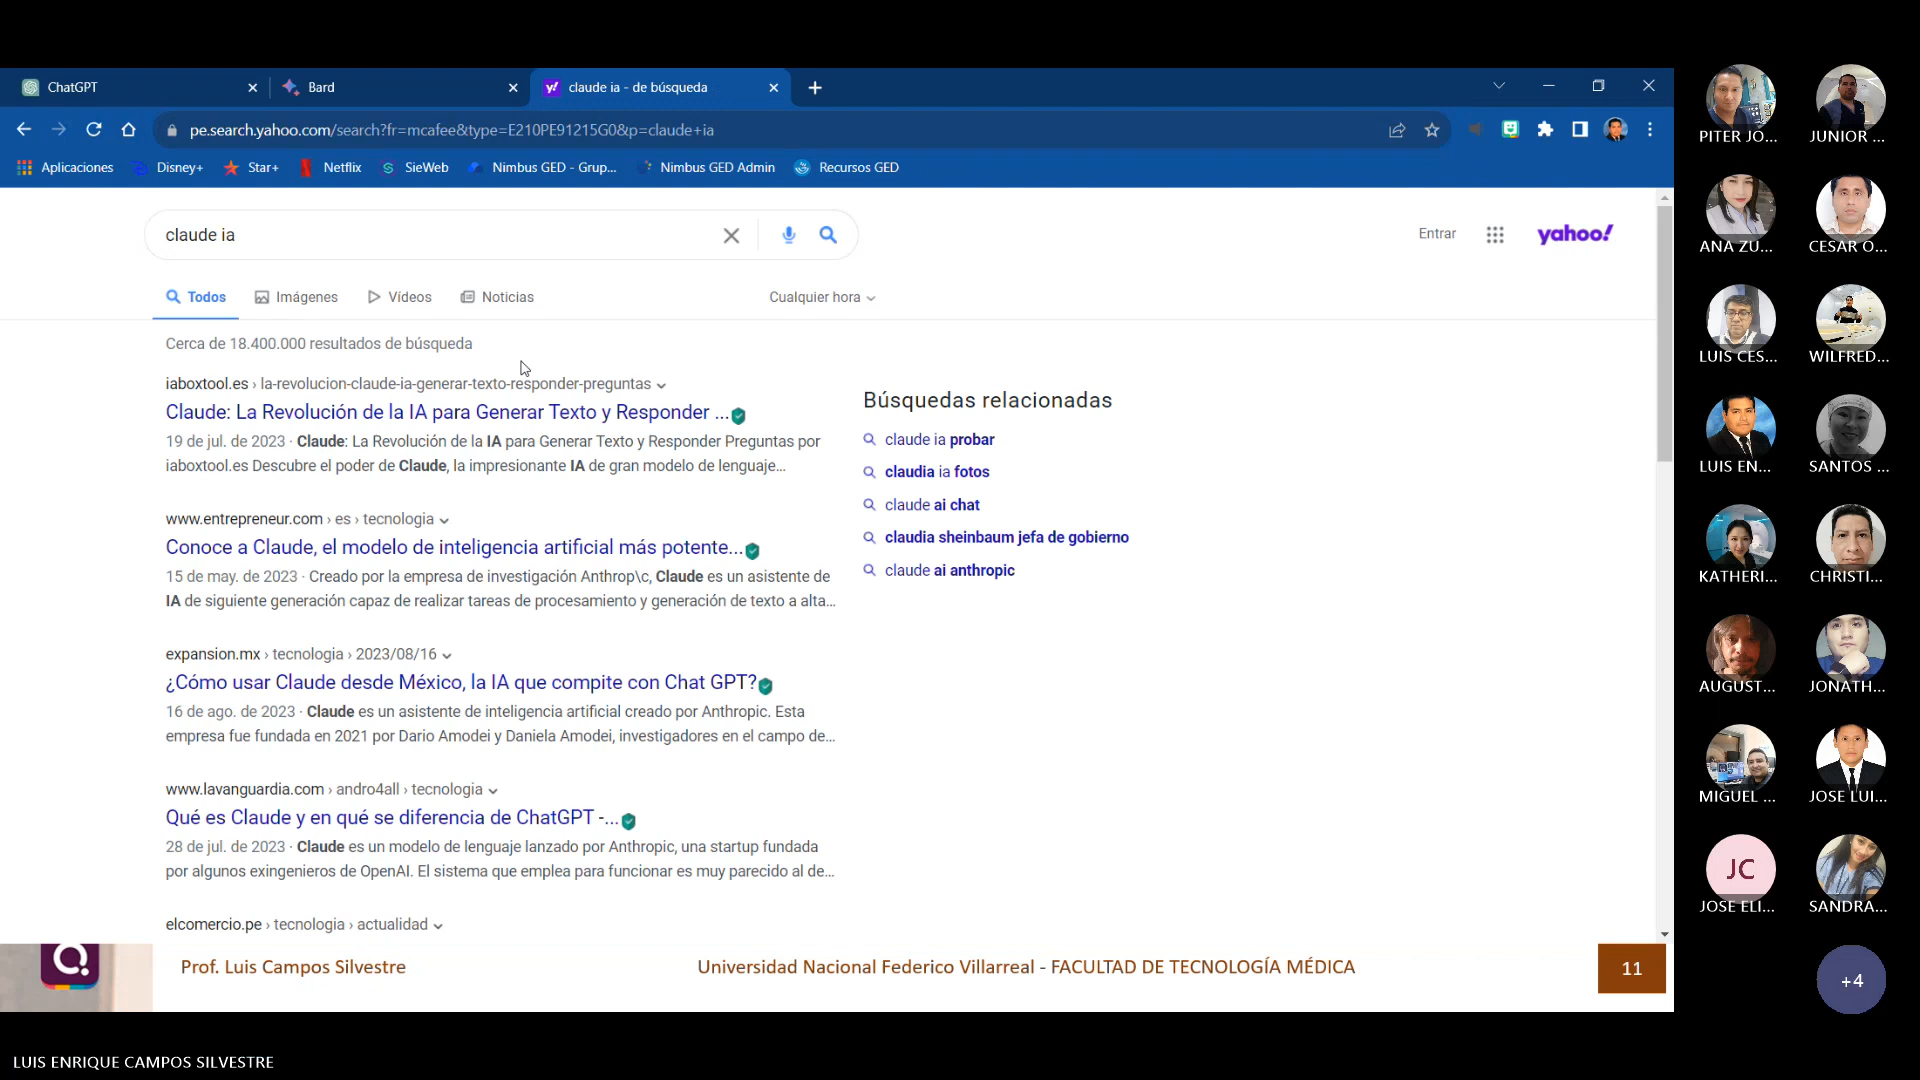 ChatGPT
Bard
claude ia - de búsqueda
pe.search.yahoo.com/search?fr=mcafee&type=E210PE91215G0&p=claude+ia
Aplicaciones
Disney+
Star+
Netflix
SieWeb
Nimbus GED - Grup...
Nimbus GED Admin
Recursos GED
claude ia
Entrar
yahoo!
Todos
Imágenes
Vídeos
Noticias
Cualquier hora
Cerca de 18.400.000 resultados de búsqueda
iaboxtool.es › la-revolucion-claude-ia-generar-texto-responder-preguntas
Claude: La Revolución de la IA para Generar Texto y Responder ...
19 de jul. de 2023 · Claude: La Revolución de la IA para Generar Texto y Responder Preguntas por
iaboxtool.es Descubre el poder de Claude, la impresionante IA de gran modelo de lenguaje...
www.entrepreneur.com › es › tecnologia
Conoce a Claude, el modelo de inteligencia artificial más potente...
15 de may. de 2023 · Creado por la empresa de investigación Anthrop\c, Claude es un asistente de
IA de siguiente generación capaz de realizar tareas de procesamiento y generación de texto a alta...
expansion.mx › tecnologia › 2023/08/16
¿Cómo usar Claude desde México, la IA que compite con Chat GPT?
16 de ago. de 2023 · Claude es un asistente de inteligencia artificial creado por Anthropic. Esta
empresa fue fundada en 2021 por Dario Amodei y Daniela Amodei, investigadores en el campo de...
www.lavanguardia.com › andro4all › tecnologia
Qué es Claude y en qué se diferencia de ChatGPT -...
28 de jul. de 2023 · Claude es un modelo de lenguaje lanzado por Anthropic, una startup fundada
por algunos exingenieros de OpenAI. El sistema que emplea para funcionar es muy parecido al de...
elcomercio.pe › tecnologia › actualidad
Búsquedas relacionadas
claude ia probar
claudia ia fotos
claude ai chat
claudia sheinbaum jefa de gobierno
claude ai anthropic
Prof. Luis Campos Silvestre
Universidad Nacional Federico Villarreal - FACULTAD DE TECNOLOGÍA MÉDICA
11
PITER JO...
JUNIOR ...
ANA ZU...
CESAR O...
LUIS CES...
WILFRED...
LUIS EN...
SANTOS ...
KATHERI...
CHRISTI...
AUGUST...
JONATH...
MIGUEL ...
JOSE LUI...
JC
JOSE ELI...
SANDRA...
+4
LUIS ENRIQUE CAMPOS SILVESTRE